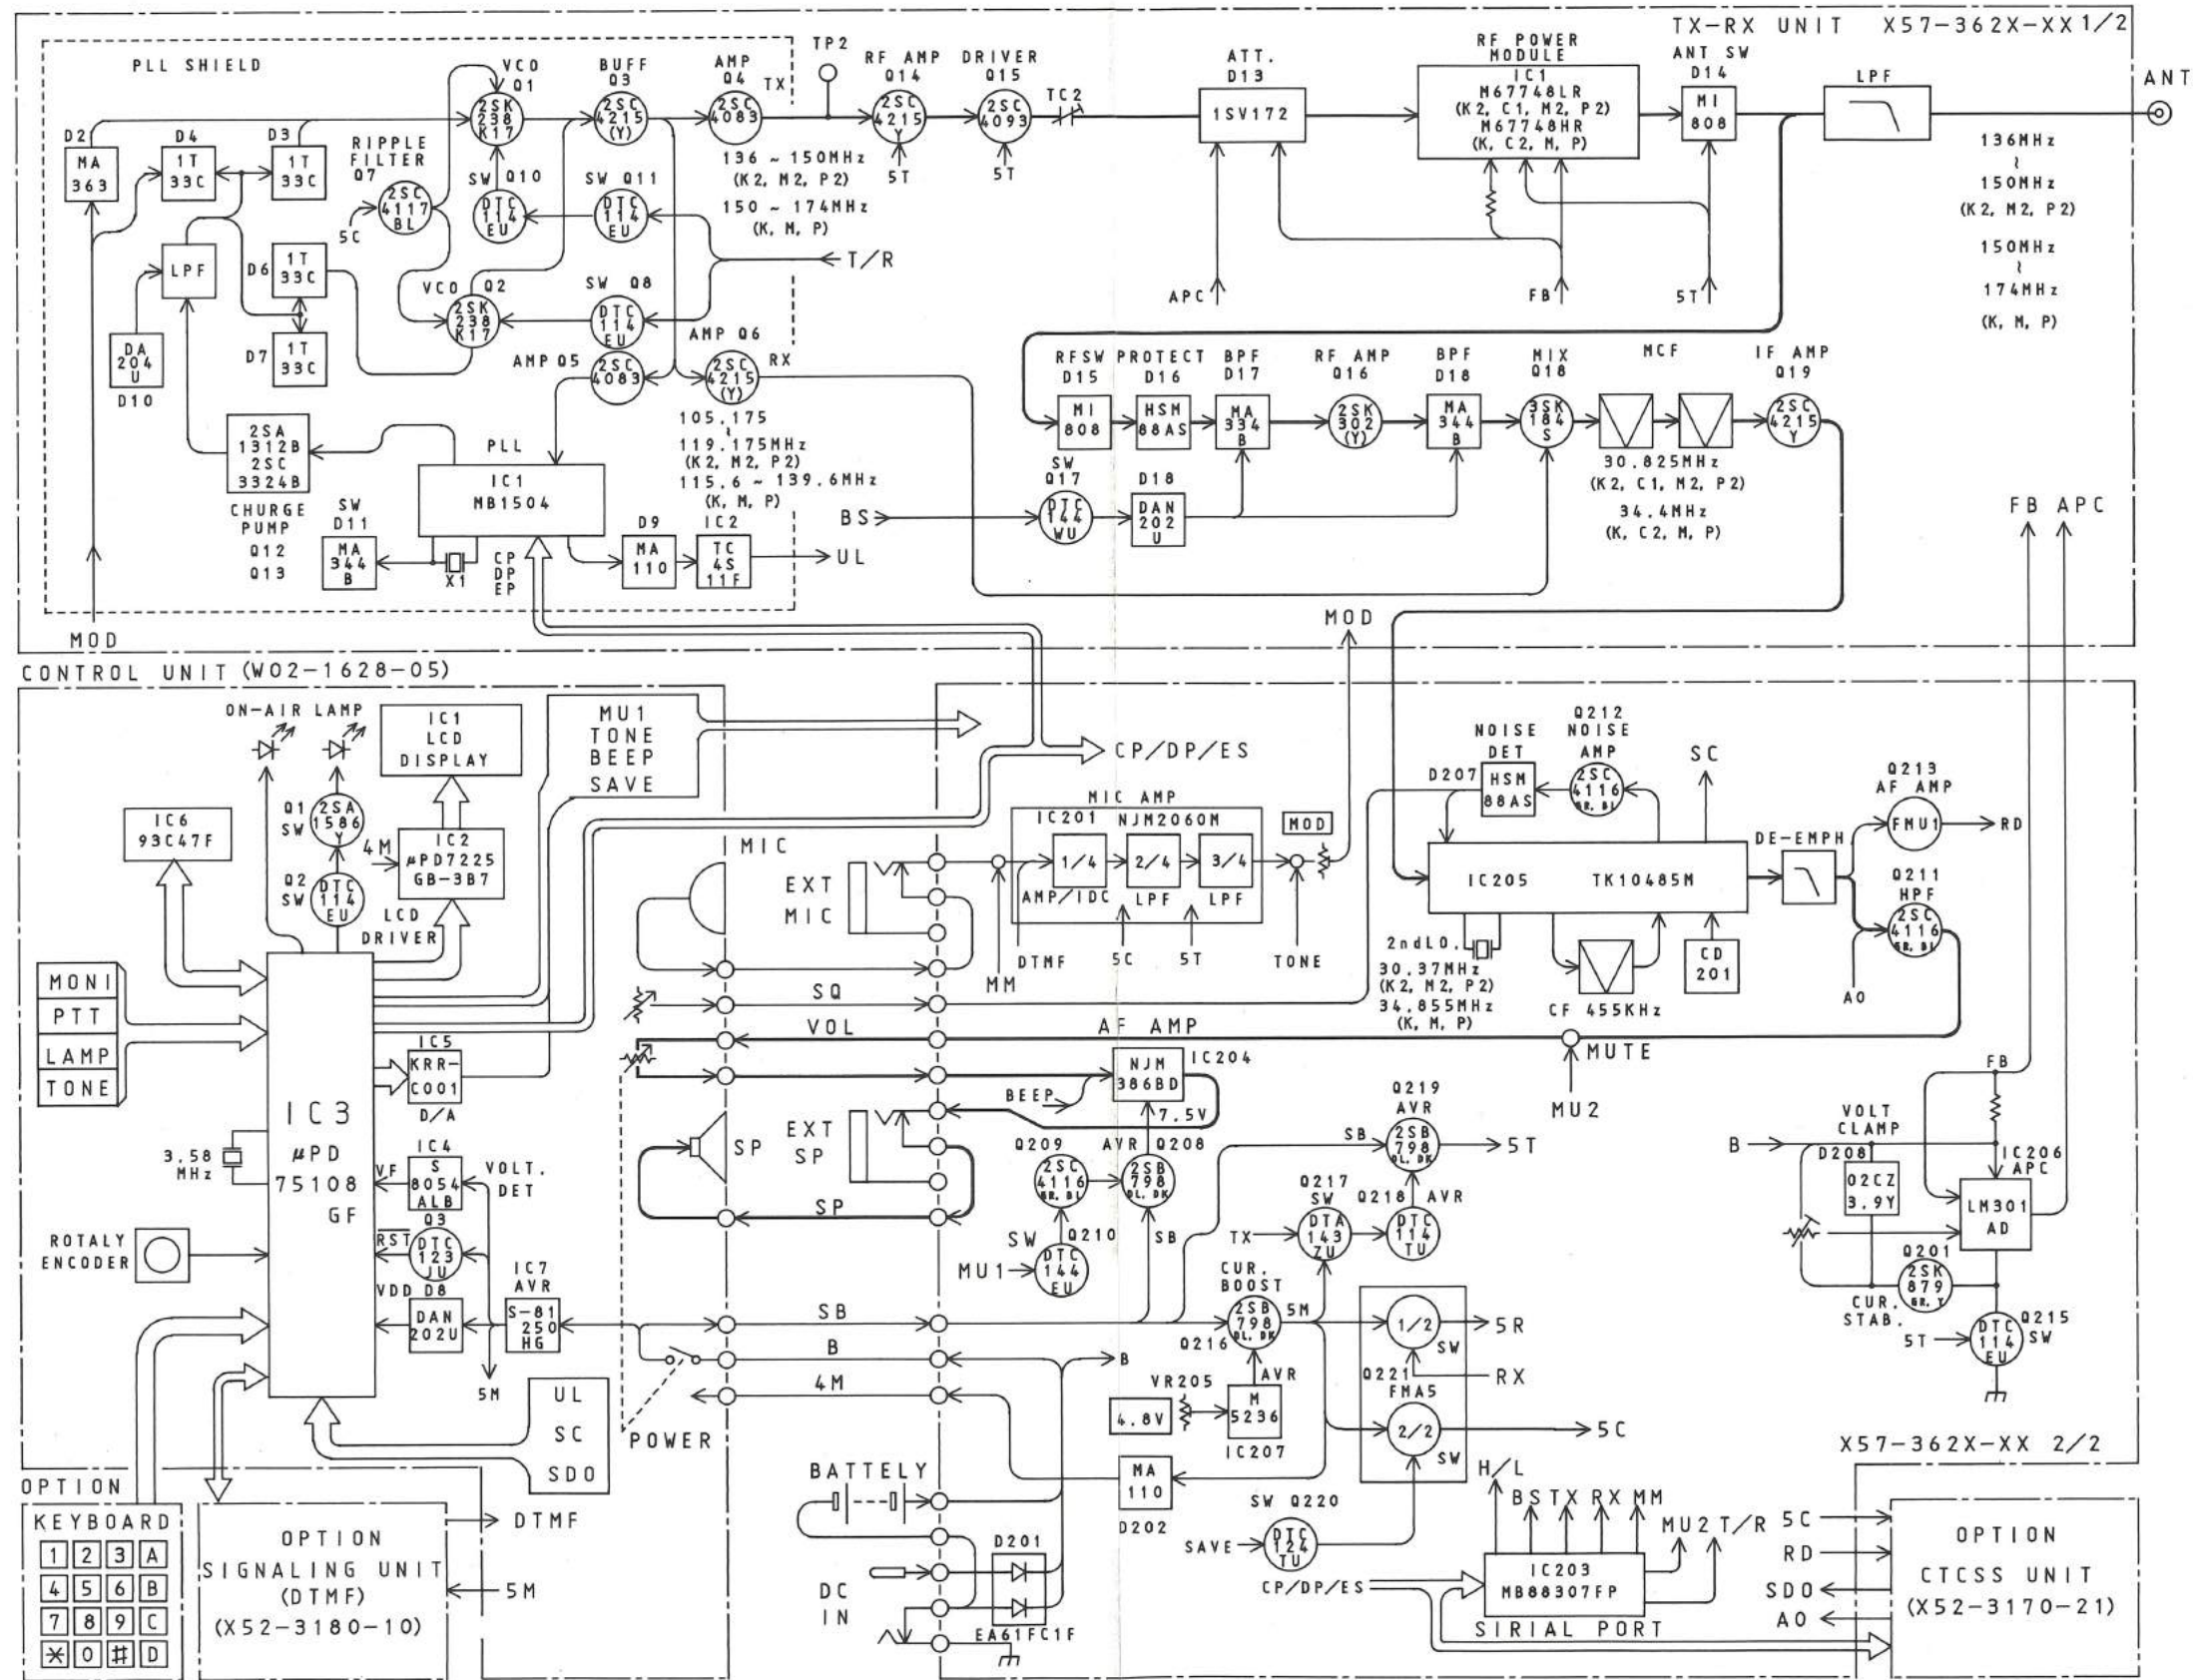 TX-RX UNIT X57-362X-XX 1/2
PLL SHIELD
VCO
Q1
2SK
238
K17
BUFF
Q3
2SC
4215
(Y)
AMP
Q4
TX
2SC
4083
TP2
RF AMP
Q14
2SC
4215
Y
5T
DRIVER
Q15
2SC
4093
5T
TC2
ATT.
D13
1SV172
RF POWER
MODULE
IC1
M67748LR
(K2, C1, M2, P2)
M67748HR
(K, C2, M, P)
ANT SW
D14
MI
808
LPF
ANT
136MHz
~
150MHz
(K2, M2, P2)
150MHz
~
174MHz
(K, M, P)
D2
MA
363
D4
1T
33C
D3
1T
33C
RIPPLE
FILTER
Q7
2SC
4117
BL
5C
SW Q10
DTC
114
EU
SW Q11
DTC
114
EU
136 ~ 150MHz
(K2, M2, P2)
150 ~ 174MHz
(K, M, P)
T/R
LPF
D6
1T
33C
D7
1T
33C
DA
204
U
D10
VCO Q2
2SK
238
K17
SW Q8
DTC
114
EU
AMP Q5
2SC
4083
AMP Q6
2SC
4215
(Y)
RX
105.175
~
119.175MHz
(K2, M2, P2)
115.6 ~ 139.6MHz
(K, M, P)
APC
FB
5T
2SA
1312B
2SC
3324B
CHURGE
PUMP
Q12
Q13
PLL
IC1
MB1504
SW
D11
MA
344
B
X1
CP
DP
EP
D9
MA
110
IC2
TC
4S
11F
UL
MOD
RFSW
D15
MI
808
PROTECT
D16
HSM
88AS
BPF
D17
MA
334
B
RF AMP
Q16
2SK
302
(Y)
BPF
D18
MA
344
B
MIX
Q18
3SK
184
S
MCF
30.825MHz
(K2, C1, M2, P2)
34.4MHz
(K, C2, M, P)
IF AMP
Q19
2SC
4215
Y
BS
SW
Q17
DTC
144
WU
D18
DAN
202
U
MOD
FB APC
CONTROL UNIT (W02-1628-05)
ON-AIR LAMP
IC1
LCD
DISPLAY
MU1
TONE
BEEP
SAVE
IC6
93C47F
Q1
SW
2SA
1586
Y
Q2
SW
DTC
114
EU
4M
IC2
μPD7225
GB-3B7
LCD
DRIVER
MONI
PTT
LAMP
TONE
IC3
μPD
75108
GF
3.58
MHz
IC5
KRR-
C001
D/A
IC4
S
8054
ALB
VF
VOLT.
DET
Q3
DTC
123
JU
RST
VDD D8
DAN
202U
IC7
AVR
S-81
250
HG
5M
ROTALY
ENCODER
UL
SC
SDO
POWER
MIC
EXT
MIC
SQ
VOL
SP
EXT
SP
SP
SB
B
4M
CP/DP/ES
MIC AMP
IC201 NJM2060M
1/4
2/4
3/4
AMP/IDC
LPF
LPF
MM
DTMF
5C
5T
TONE
MOD
NOISE
DET
D207
HSM
88AS
Q212
NOISE
AMP
2SC
4116
GR, BL
SC
IC205 TK10485M
2ndLO.
30.37MHz
(K2, M2, P2)
34.855MHz
(K, M, P)
CF 455KHz
CD
201
DE-EMPH
Q213
AF AMP
FMU1
RD
Q211
HPF
2SC
4116
GR, BL
AO
MUTE
MU2
AF AMP
NJM
386BD
IC204
BEEP
7.5V
Q209
2SC
4116
GR, BL
AVR Q208
2SB
798
DL, DK
SB
SW
Q210
DTC
144
EU
MU1
Q219
AVR
SB
2SB
798
DL, DK
5T
Q217
SW
DTA
143
ZU
TX
Q218 AVR
DTC
114
TU
CUR.
BOOST
2SB
798
DL, DK
Q216
5M
AVR
M
5236
IC207
VR205
4.8V
1/2
SW
5R
Q221
FMA5
RX
2/2
SW
5C
MA
110
D202
SW Q220
DTC
124
TU
SAVE
FB
VOLT
CLAMP
B
D208
02CZ
3.9Y
IC206
APC
LM301
AD
Q201
2SK
879
GR, Y
CUR.
STAB.
Q215
SW
DTC
114
EU
5T
X57-362X-XX 2/2
B
BATTELY
DC
IN
D201
EA61FC1F
H/L
BS TX RX MM
MU2 T/R
CP/DP/ES
IC203
MB88307FP
SIRIAL PORT
5C
RD
SDO
AO
OPTION
CTCSS UNIT
(X52-3170-21)
OPTION
KEYBOARD
1 2 3 A
4 5 6 B
7 8 9 C
* 0 # D
OPTION
SIGNALING UNIT
(DTMF)
(X52-3180-10)
DTMF
5M